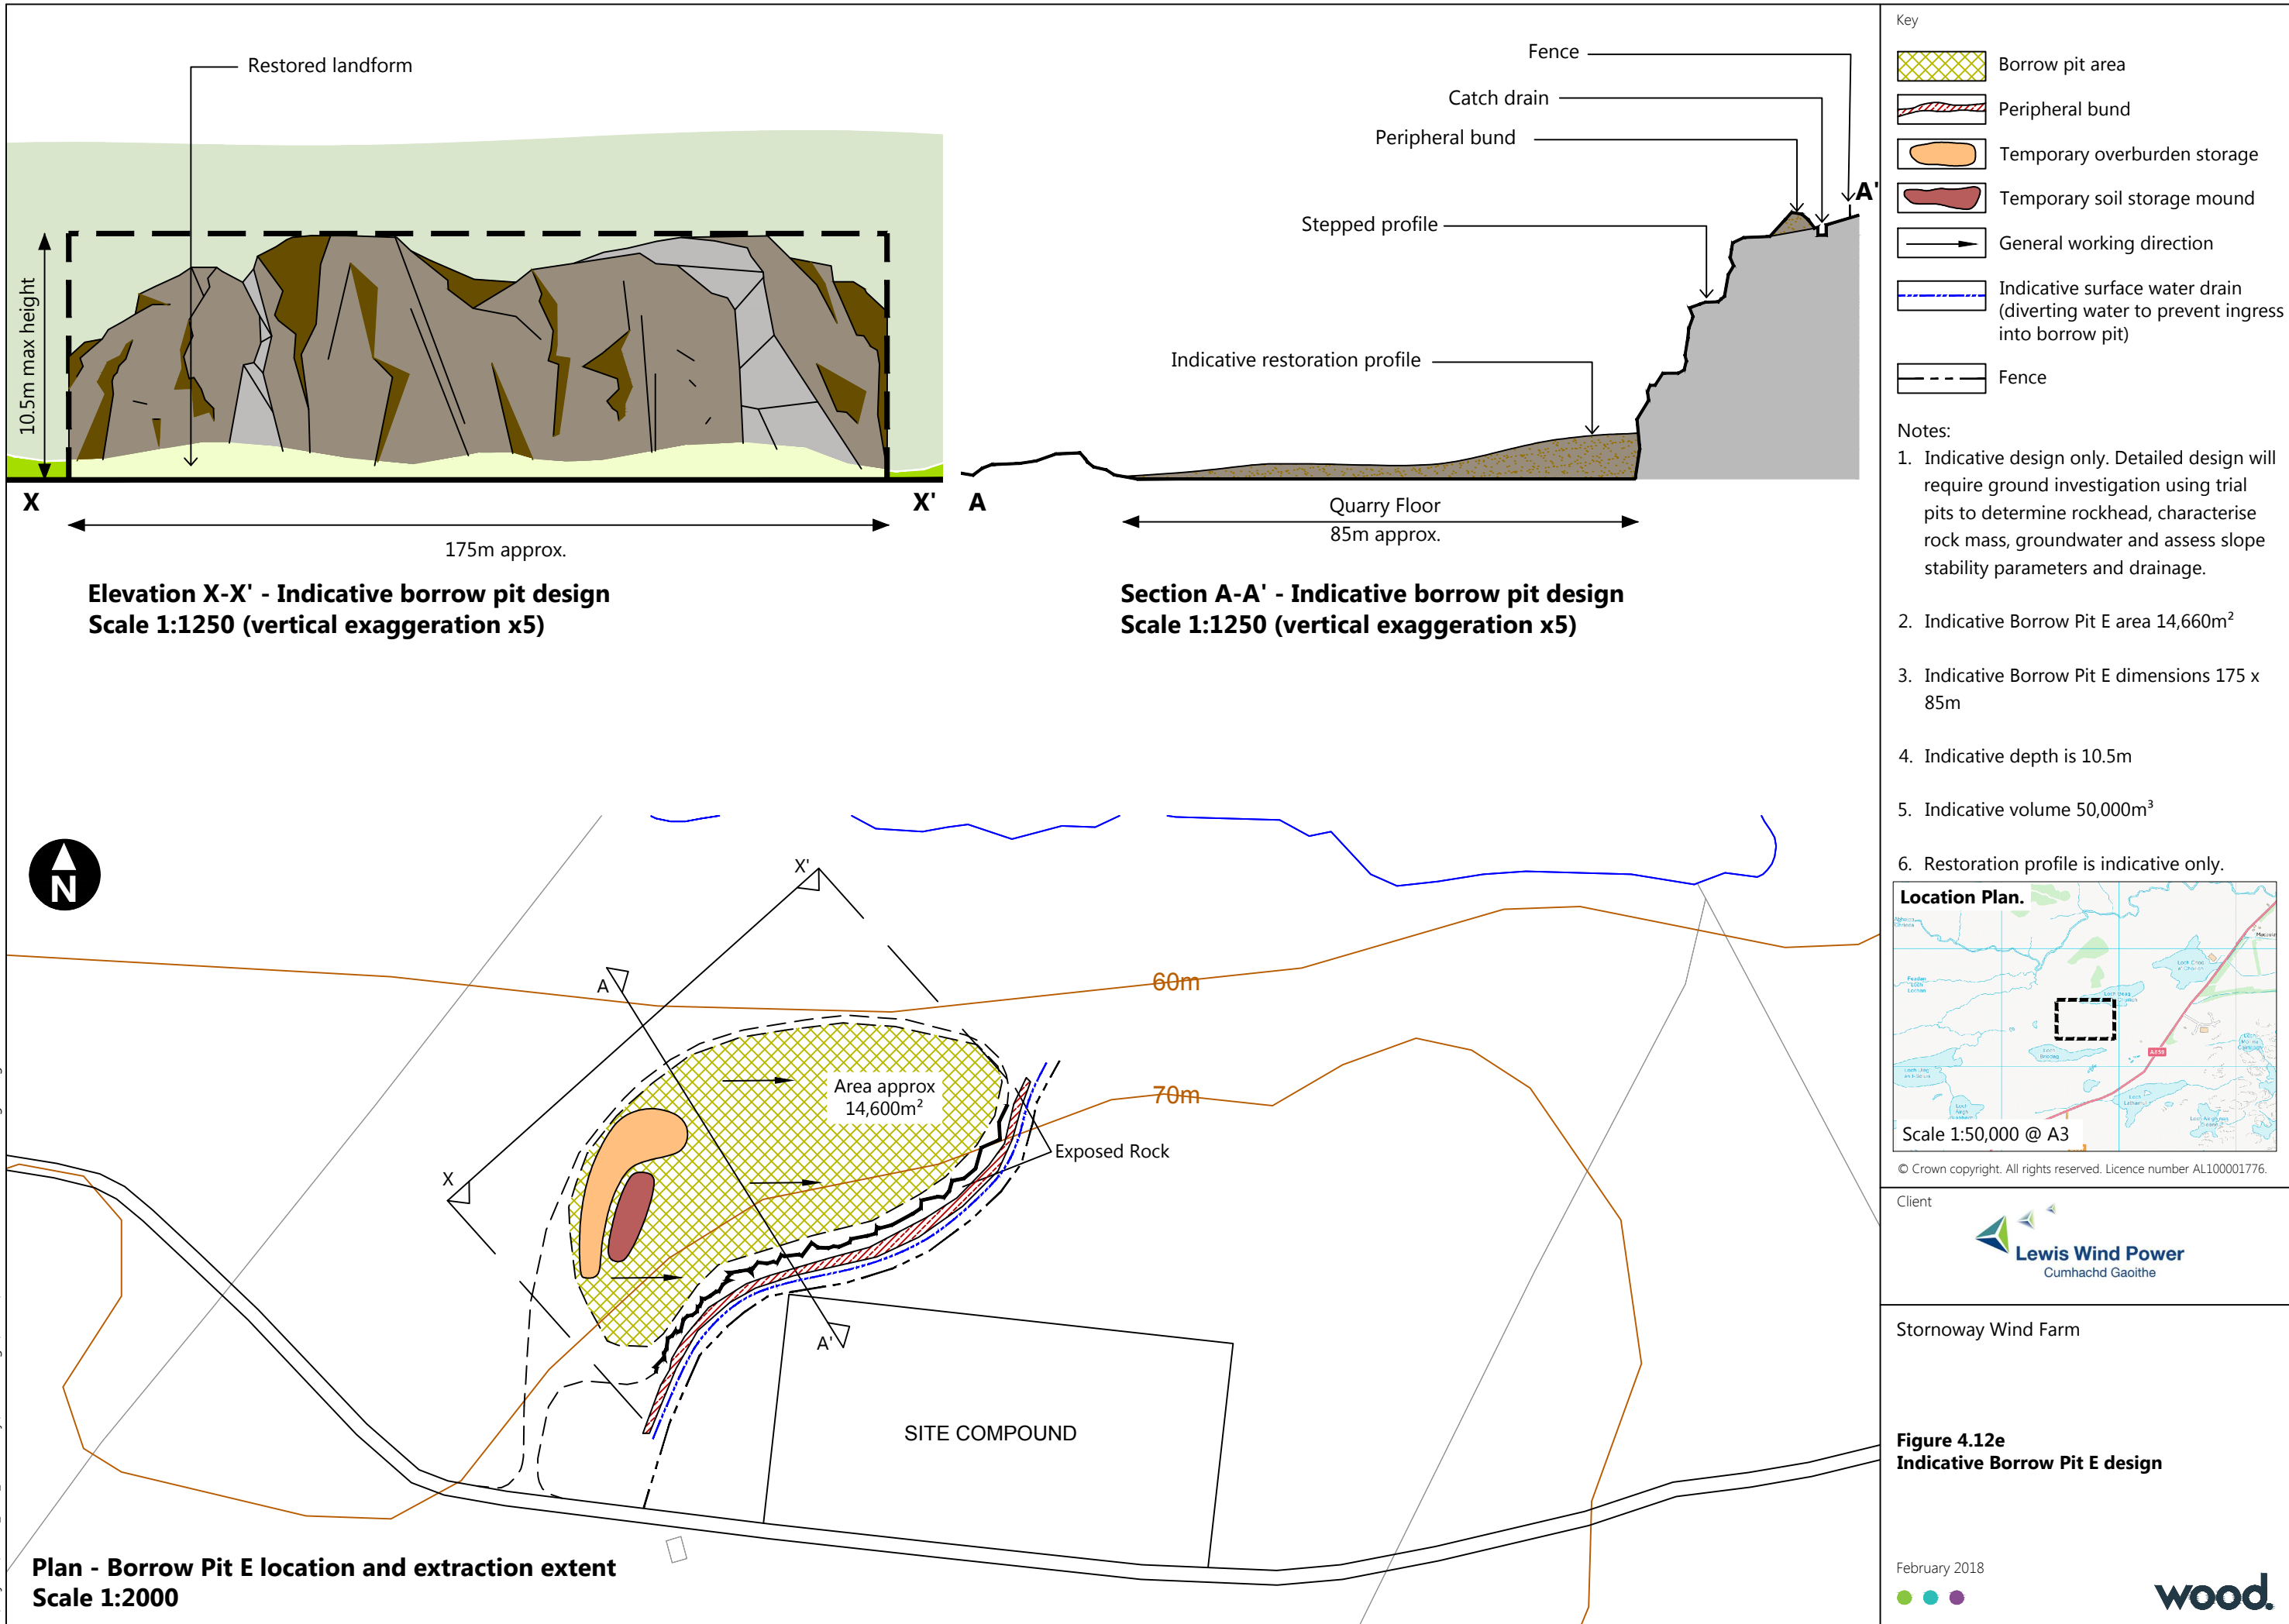 Restored landform
10.5m max height
X
X'
175m approx.
Elevation X-X' - Indicative borrow pit design
Scale 1:1250 (vertical exaggeration x5)
Fence
Catch drain
Peripheral bund
A'
Stepped profile
Indicative restoration profile
A
Quarry Floor
85m approx.
Section A-A' - Indicative borrow pit design
Scale 1:1250 (vertical exaggeration x5)
N
X'
A
60m
Area approx
14,600m²
70m
X
Exposed Rock
A'
SITE COMPOUND
Plan - Borrow Pit E location and extraction extent
Scale 1:2000
Key
Borrow pit area
Peripheral bund
Temporary overburden storage
Temporary soil storage mound
General working direction
Indicative surface water drain
(diverting water to prevent ingress
into borrow pit)
Fence
Notes:
1. Indicative design only. Detailed design will
require ground investigation using trial
pits to determine rockhead, characterise
rock mass, groundwater and assess slope
stability parameters and drainage.
2. Indicative Borrow Pit E area 14,660m²
3. Indicative Borrow Pit E dimensions 175 x
85m
4. Indicative depth is 10.5m
5. Indicative volume 50,000m³
6. Restoration profile is indicative only.
Location Plan.
A859
Scale 1:50,000 @ A3
© Crown copyright. All rights reserved. Licence number AL100001776.
Client
Lewis Wind Power
Cumhachd Gaoithe
Stornoway Wind Farm
Figure 4.12e
Indicative Borrow Pit E design
February 2018
wood.